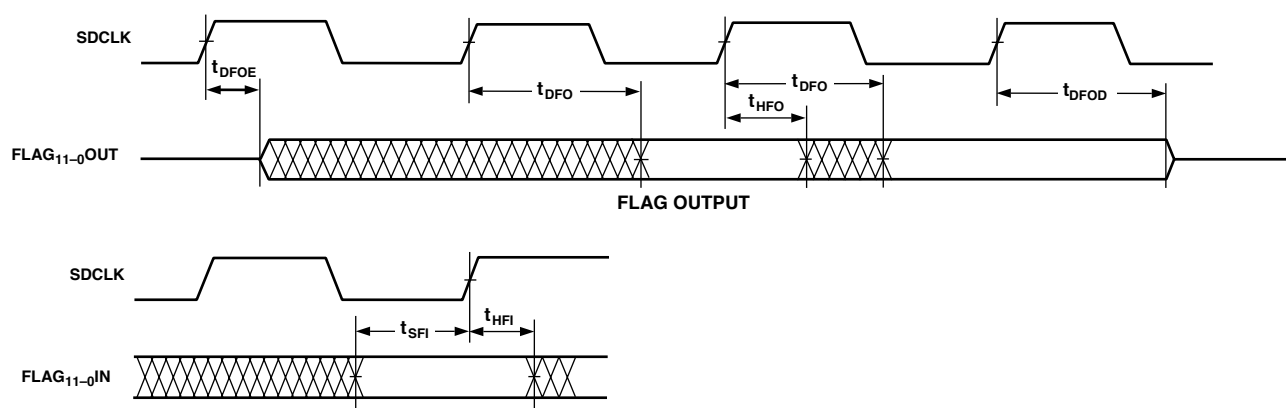 SDCLK
tDFOE
tDFO
tDFO
tHFO
tDFOD
FLAG11–0OUT
FLAG OUTPUT
SDCLK
tSFI
tHFI
FLAG11–0IN